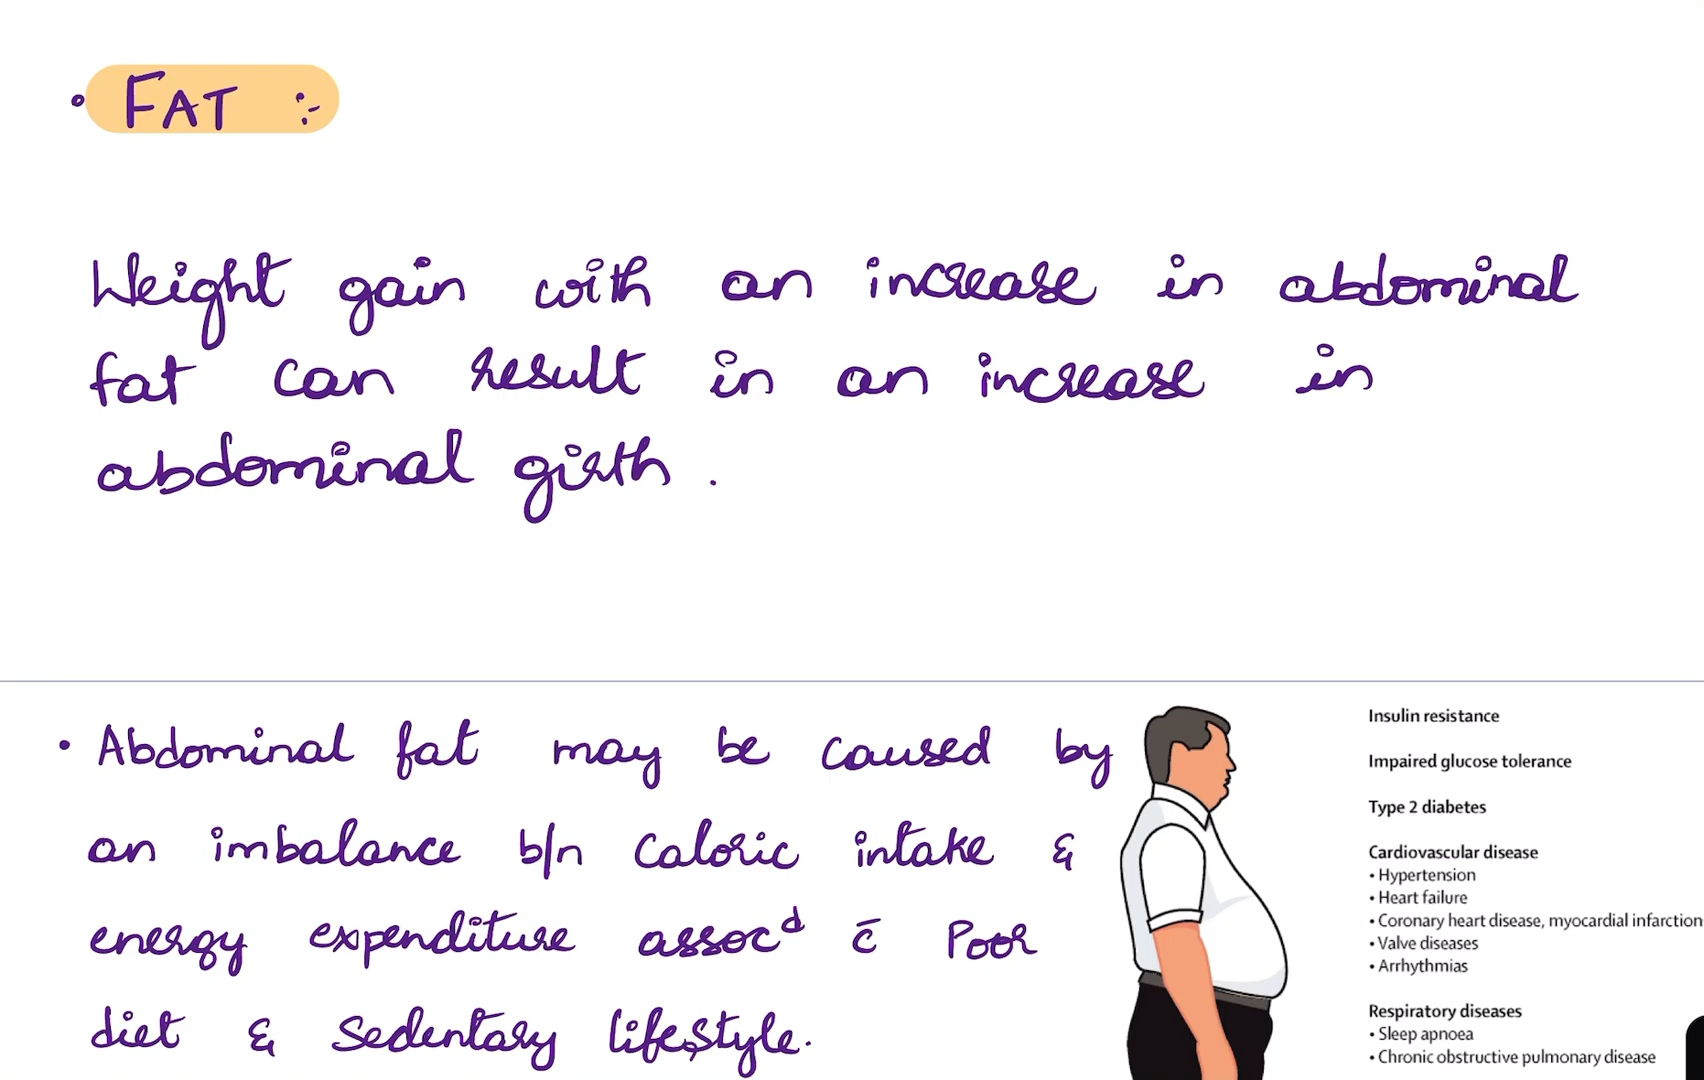 • FAT :-
Weight gain with an increase in abdominal
fat can result in an increase in
abdominal girth .
• Abdominal fat may be caused by
an imbalance b/n caloric intake &
energy expenditure assocᵈ c̄ Poor
diet & Sedentary lifestyle.
Insulin resistance
Impaired glucose tolerance
Type 2 diabetes
Cardiovascular disease
• Hypertension
• Heart failure
• Coronary heart disease, myocardial infarction
• Valve diseases
• Arrhythmias
Respiratory diseases
• Sleep apnoea
• Chronic obstructive pulmonary disease